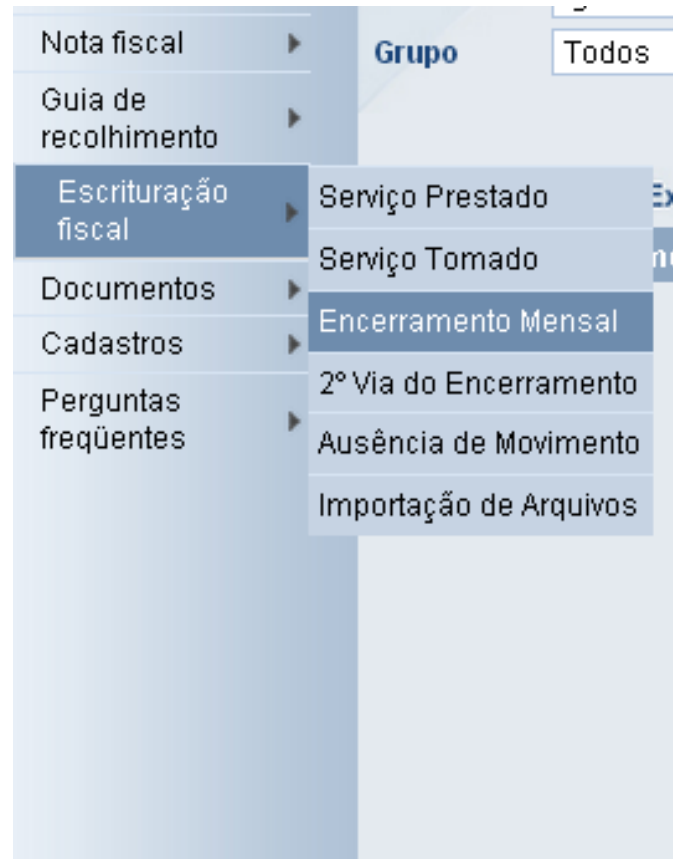 Nota fiscal
Grupo
Todos
Guia de
recolhimento
Escrituração
fiscal
Serviço Prestado
Serviço Tomado
Encerramento Mensal
2º Via do Encerramento
Ausência de Movimento
Importação de Arquivos
Documentos
Cadastros
Perguntas
freqüentes